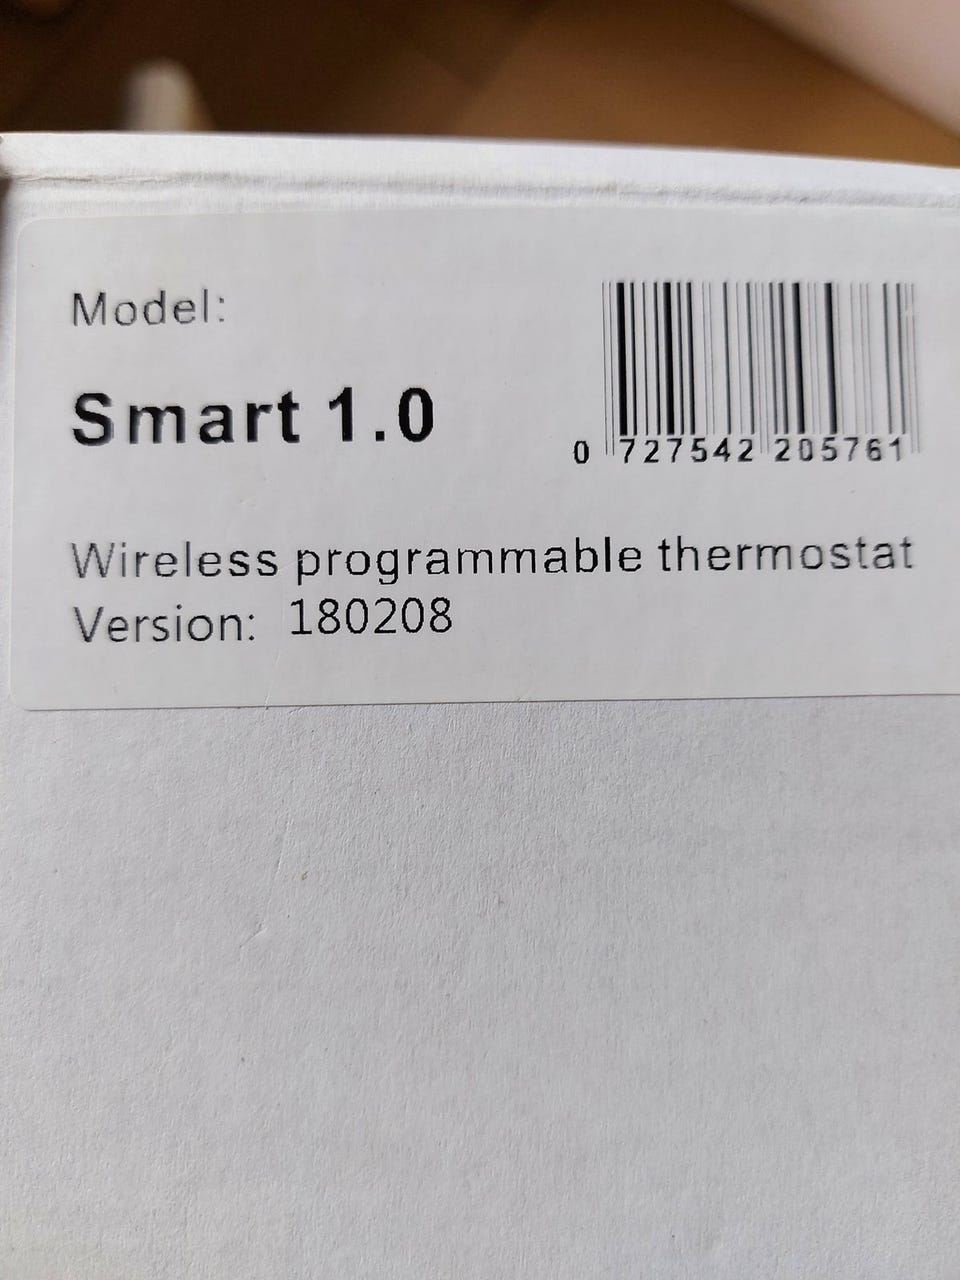 Model:
Smart 1.0
0 727542 205761
Wireless programmable thermostat
Version: 180208